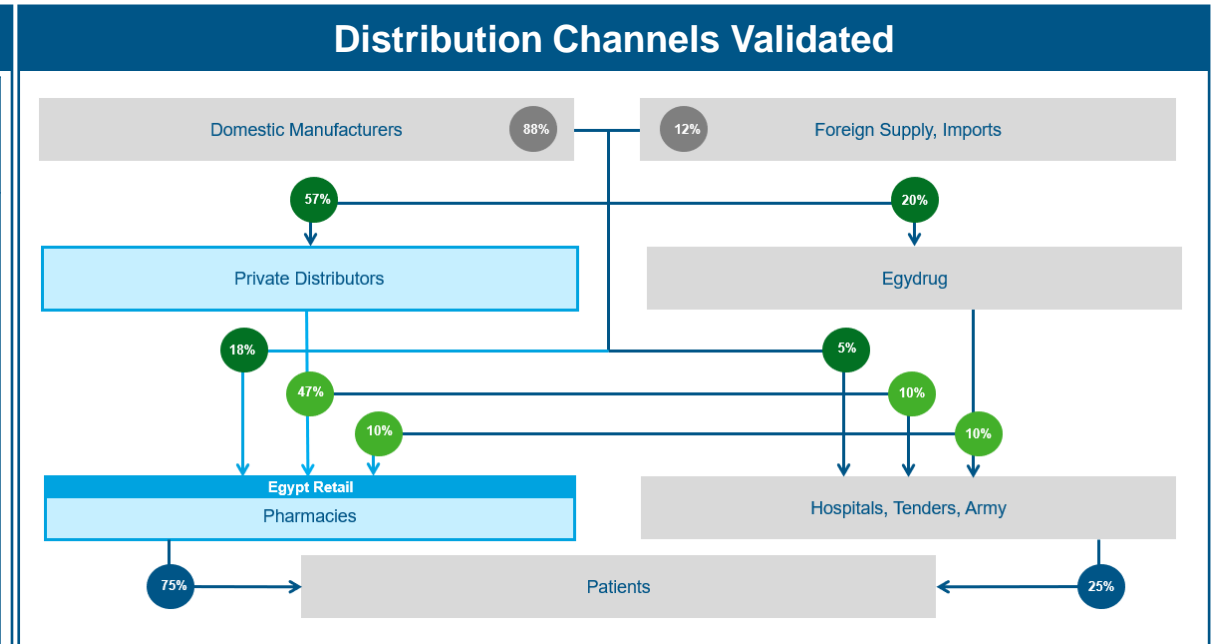 Distribution Channels Validated
Domestic Manufacturers
88%
12%
Foreign Supply, Imports
57%
20%
Private Distributors
Egydrug
18%
5%
47%
10%
10%
10%
Egypt Retail
Pharmacies
Hospitals, Tenders, Army
75%
Patients
25%